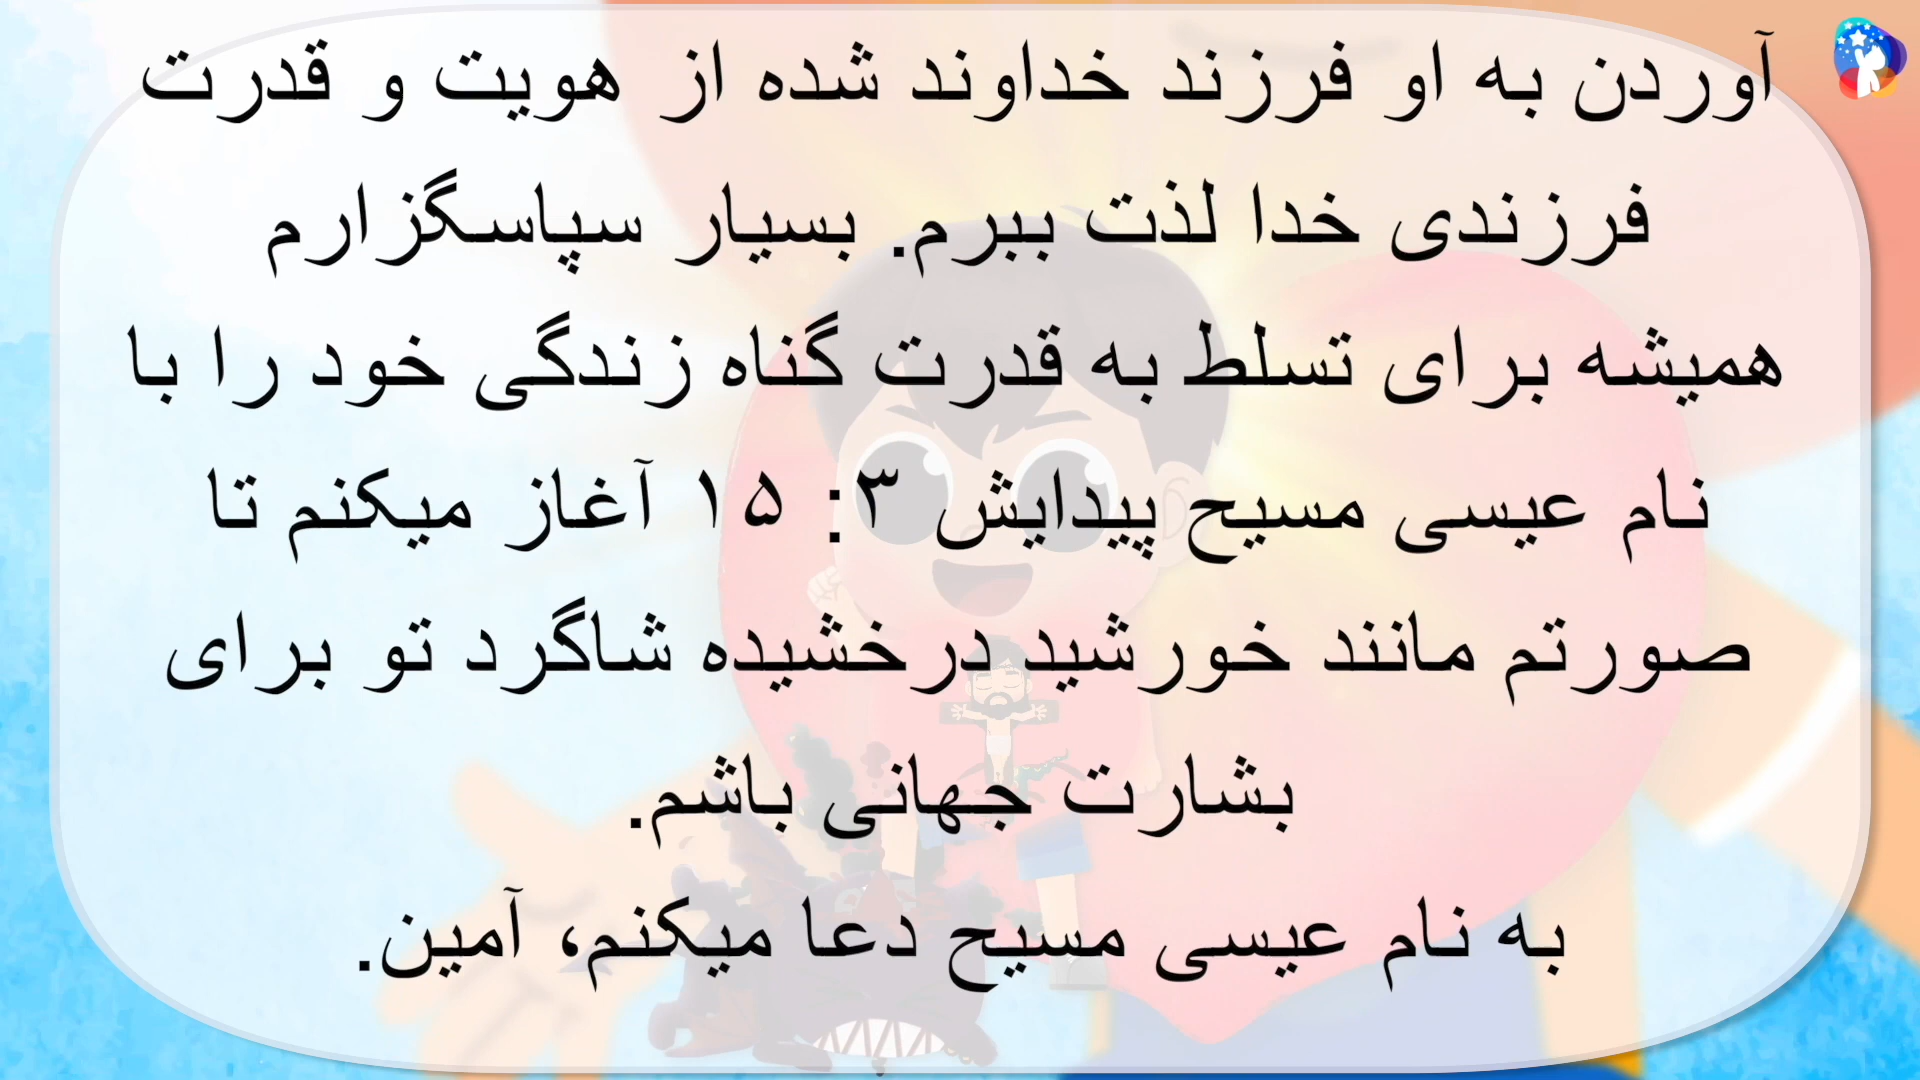 آوردن به او فرزند خداوند شده از هویت و قدرت
فرزندی خدا لذت ببرم. بسیار سپاسگزارم
همیشه برای تسلط به قدرت گناه زندگی خود را با
نام عیسی مسیح پیدایش ۳: ۱۵ آغاز میکنم تا
صورتم مانند خورشید درخشیده شاگرد تو برای
بشارت جهانی باشم.
به نام عیسی مسیح دعا میکنم، آمین.